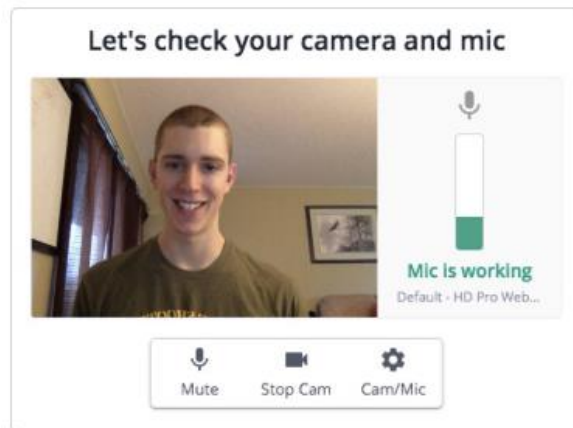 Let's check your camera and mic
Mic is working
Default - HD Pro Web...
Mute
Stop Cam
Cam/Mic